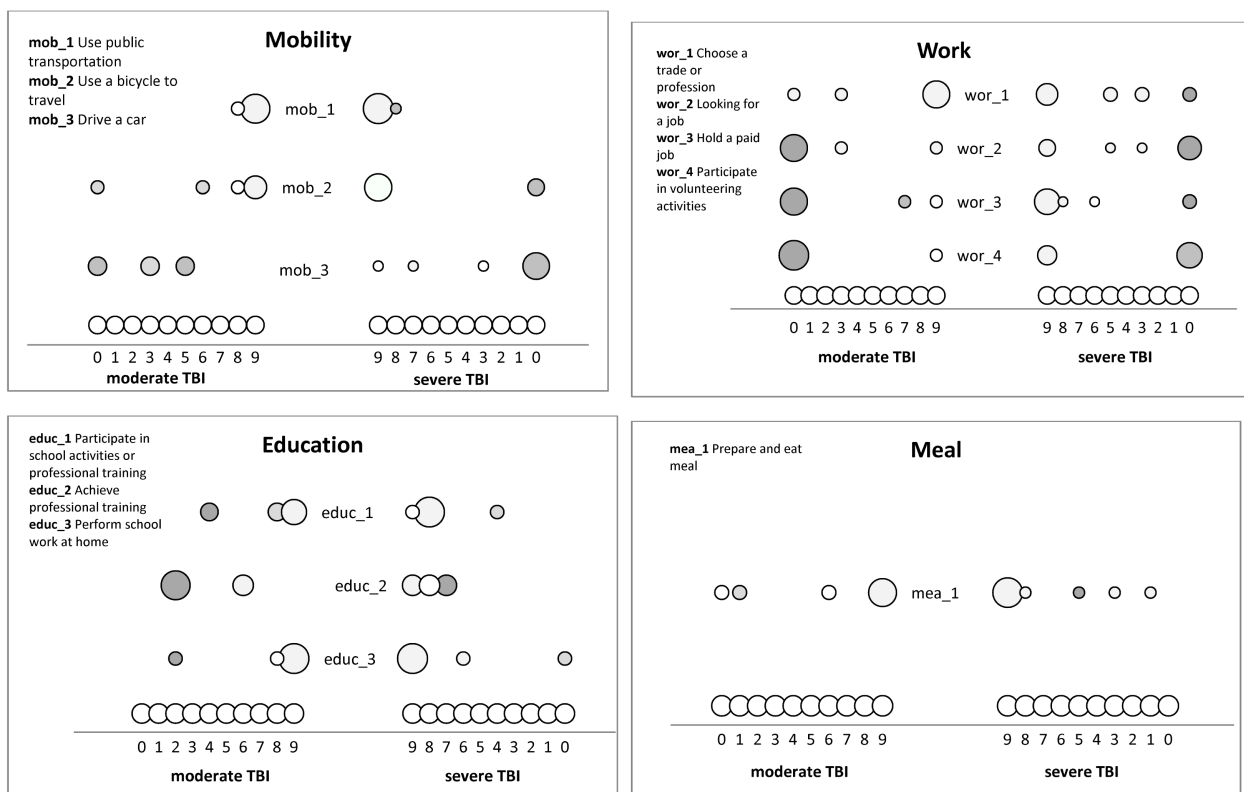 Mobility
mob_1 Use public
transportation
mob_2 Use a bicycle to
travel
mob_3 Drive a car
mob_1
mob_2
mob_3
0 1 2 3 4 5 6 7 8 9
9 8 7 6 5 4 3 2 1 0
moderate TBI
severe TBI
Work
wor_1 Choose a
trade or
profession
wor_2 Looking for
a job
wor_3 Hold a paid
job
wor_4 Participate
in volunteering
activities
wor_1
wor_2
wor_3
wor_4
0 1 2 3 4 5 6 7 8 9
9 8 7 6 5 4 3 2 1 0
moderate TBI
severe TBI
Education
educ_1 Participate in
school activities or
professional training
educ_2 Achieve
professional training
educ_3 Perform school
work at home
educ_1
educ_2
educ_3
0 1 2 3 4 5 6 7 8 9
9 8 7 6 5 4 3 2 1 0
moderate TBI
severe TBI
Meal
mea_1 Prepare and eat
meal
mea_1
0 1 2 3 4 5 6 7 8 9
9 8 7 6 5 4 3 2 1 0
moderate TBI
severe TBI